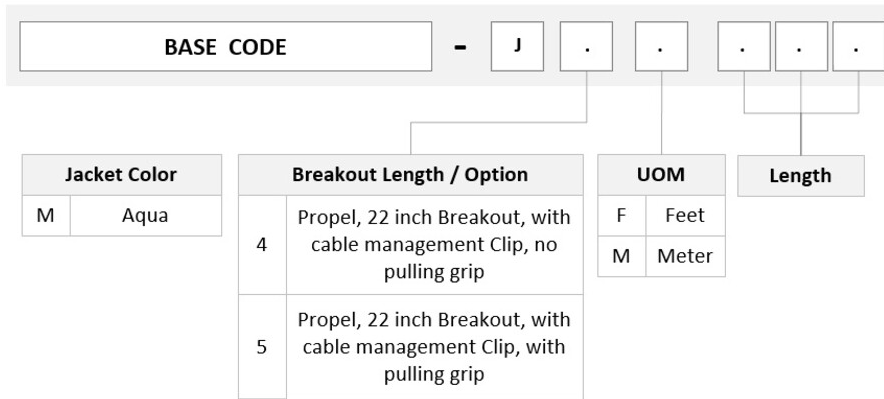 BASE CODE - J . . . . .
Jacket Color
M Aqua
Breakout Length / Option
4 Propel, 22 inch Breakout, with
cable management Clip, no
pulling grip
5 Propel, 22 inch Breakout, with
cable management Clip, with
pulling grip
UOM
F Feet
M Meter
Length